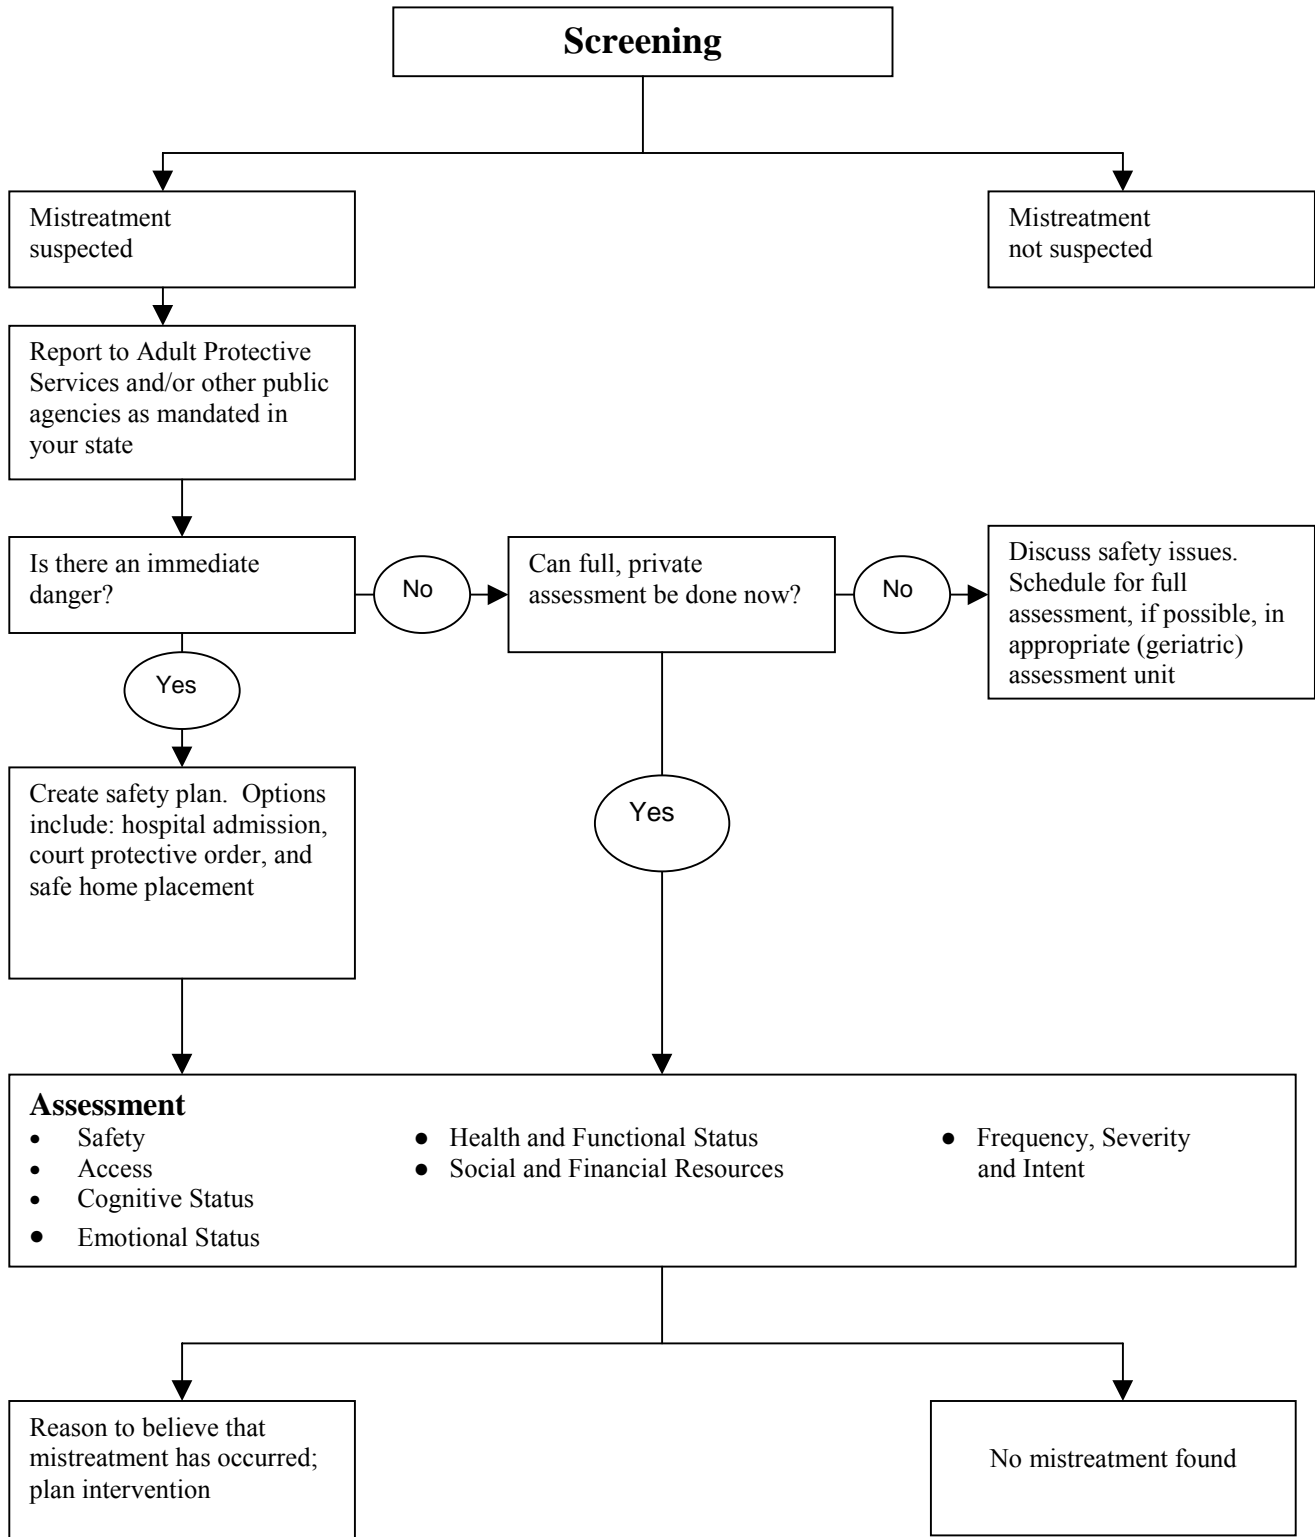 Screening
Mistreatment
suspected
Mistreatment
not suspected
Report to Adult Protective
Services and/or other public
agencies as mandated in
your state
Is there an immediate
danger?
No
Can full, private
assessment be done now?
No
Discuss safety issues.
Schedule for full
assessment, if possible, in
appropriate (geriatric)
assessment unit
Yes
Create safety plan.  Options
include: hospital admission,
court protective order, and
safe home placement
Yes
Assessment
• Safety
• Access
• Cognitive Status
• Emotional Status
• Health and Functional Status
• Social and Financial Resources
• Frequency, Severity
and Intent
Reason to believe that
mistreatment has occurred;
plan intervention
No mistreatment found